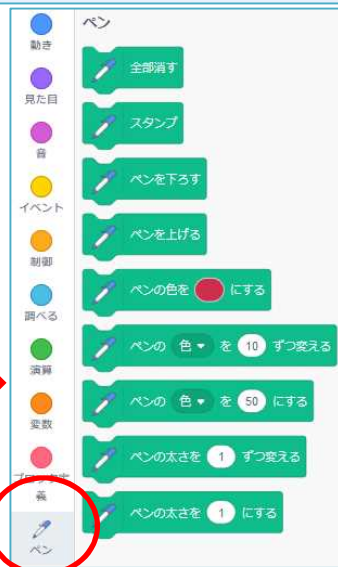 動き
見た目
音
イベント
制御
調べる
演算
変数
ブロック定
義
ペン
ペン
全部消す
スタンプ
ペンを下ろす
ペンを上げる
ペンの色を にする
ペンの 色 を 10 ずつ変える
ペンの 色 を 50 にする
ペンの太さを 1 ずつ変える
ペンの太さを 1 にする